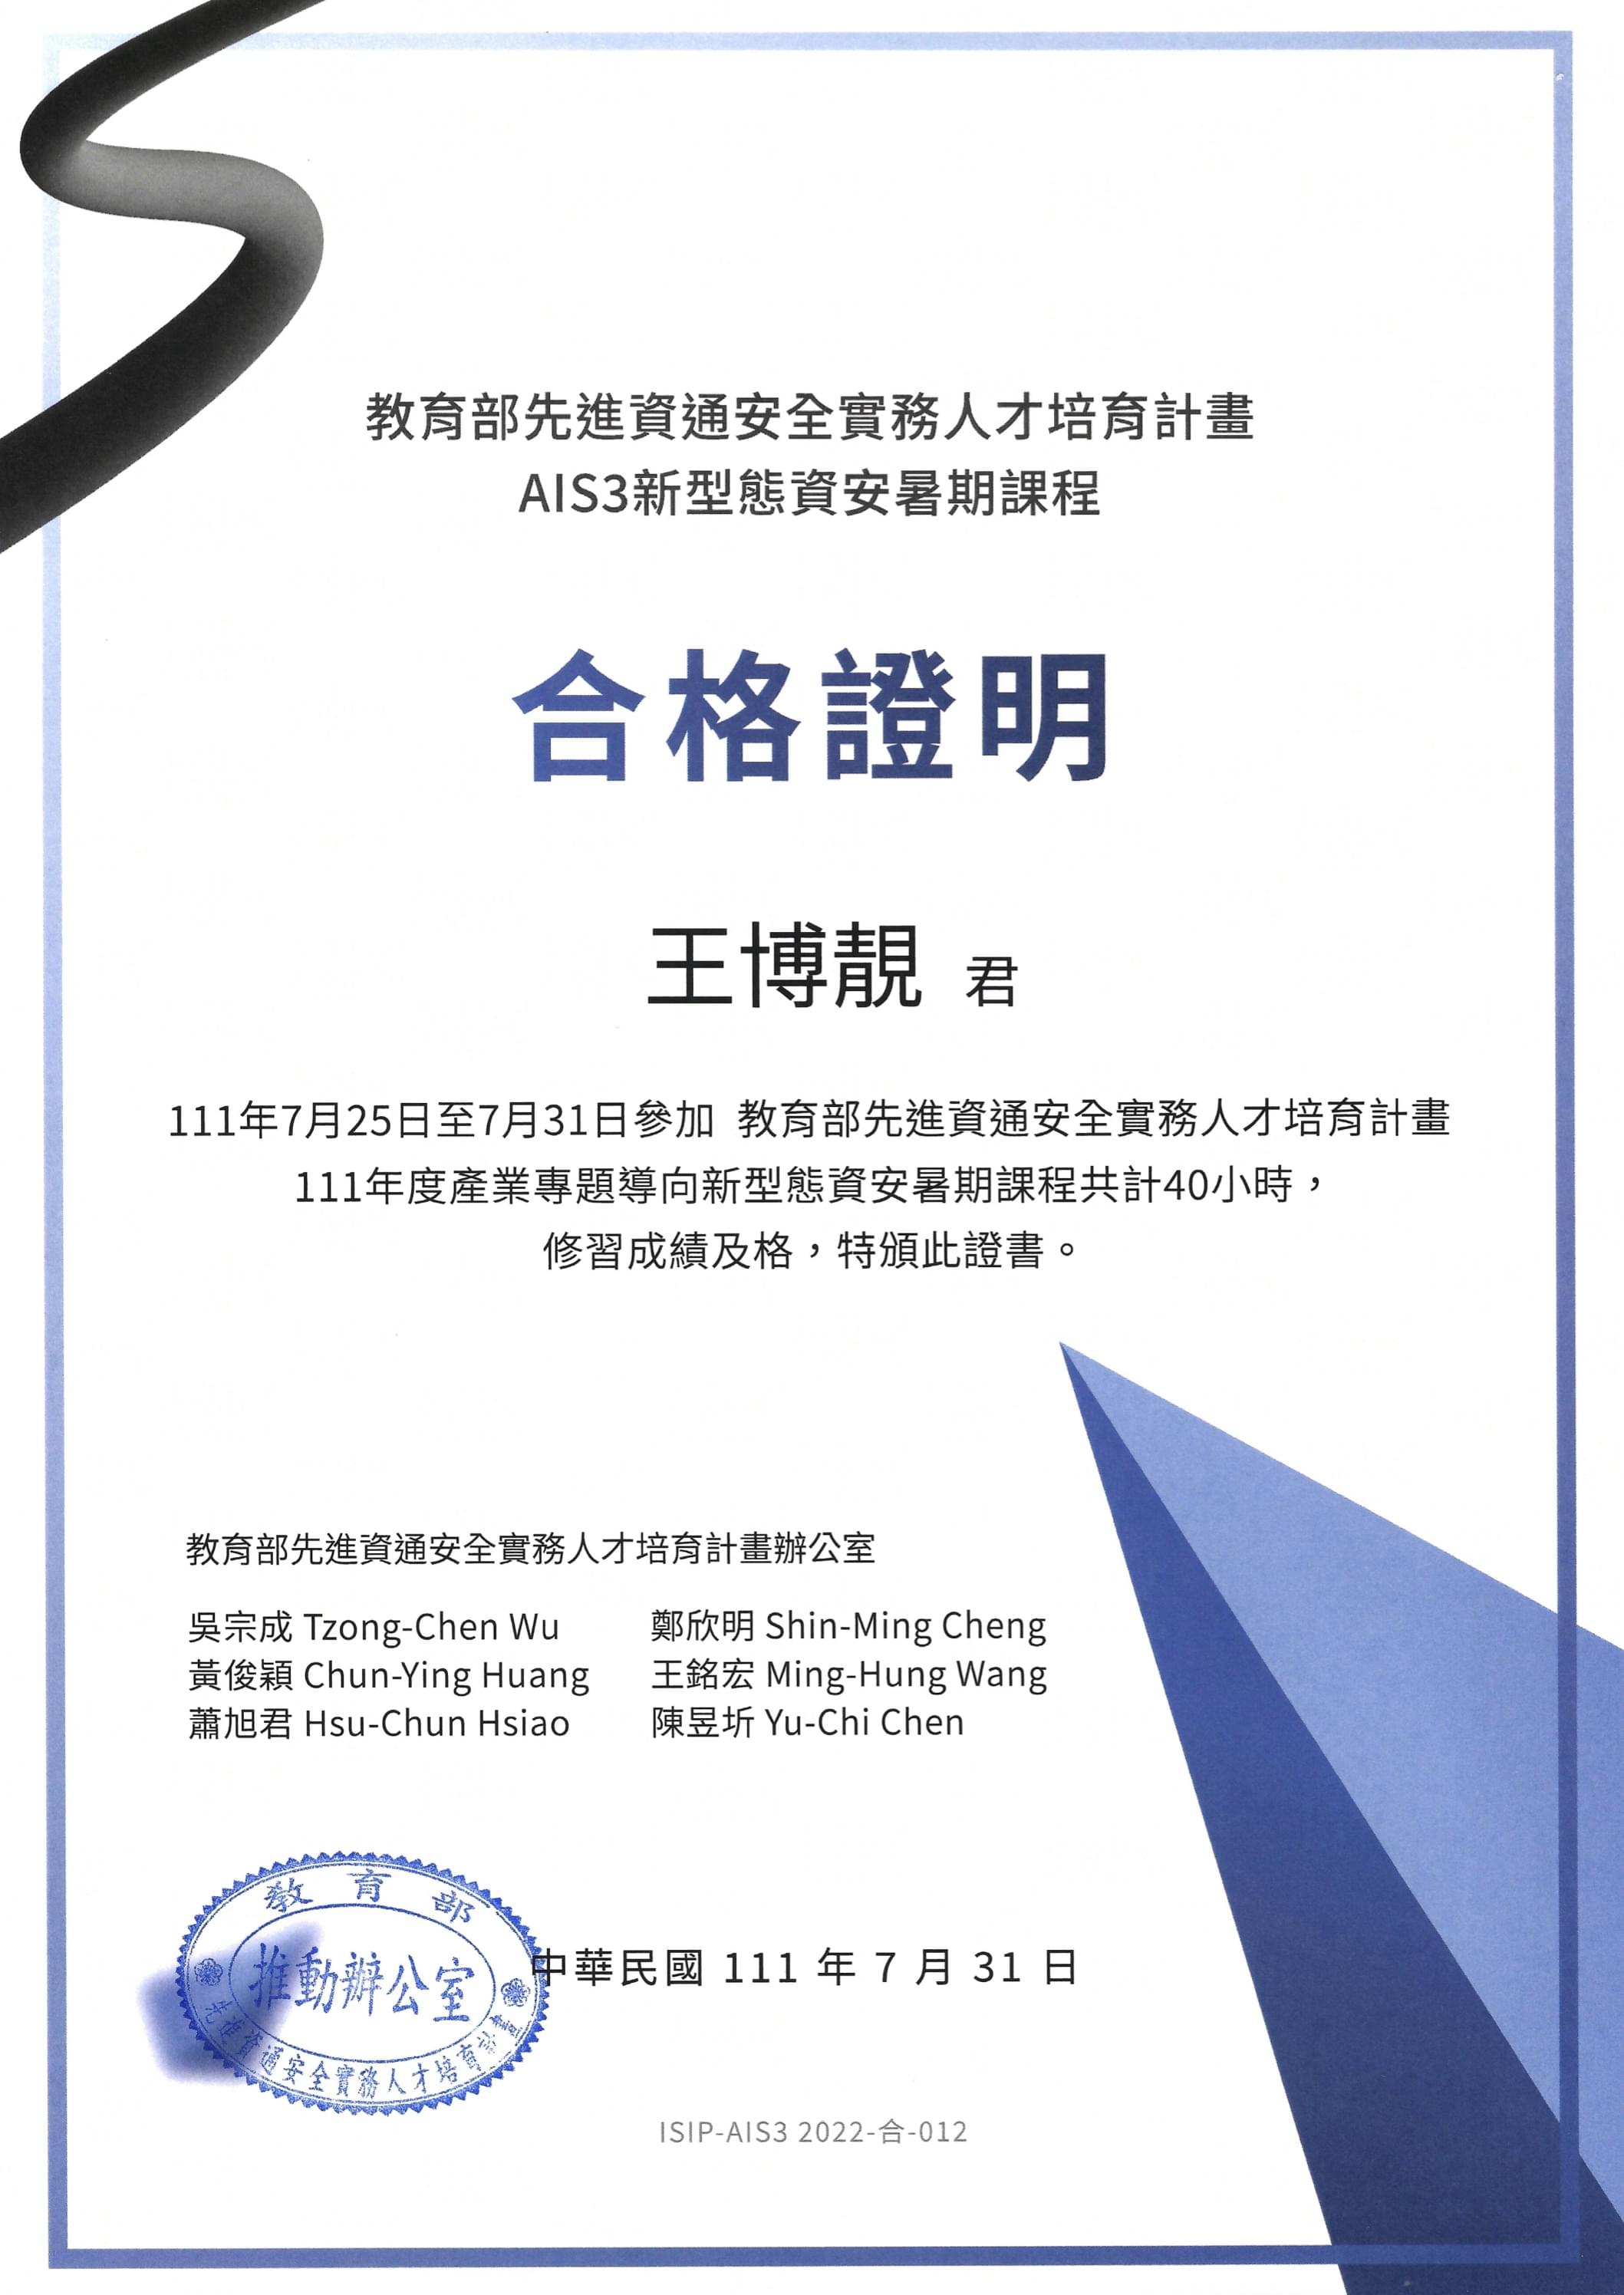 教育部先進資通安全實務人才培育計畫
AIS3新型態資安暑期課程
合格證明
王博靚 君
111年7月25日至7月31日參加 教育部先進資通安全實務人才培育計畫
111年度產業專題導向新型態資安暑期課程共計40小時，
修習成績及格，特頒此證書。
教育部先進資通安全實務人才培育計畫辦公室
吳宗成 Tzong-Chen Wu 鄭欣明 Shin-Ming Cheng
黃俊穎 Chun-Ying Huang 王銘宏 Ming-Hung Wang
蕭旭君 Hsu-Chun Hsiao 陳昱圻 Yu-Chi Chen
教育部
推動辦公室
先進資通安全實務人才培育計畫
中華民國 111 年 7 月 31 日
ISIP-AIS3 2022-合-012